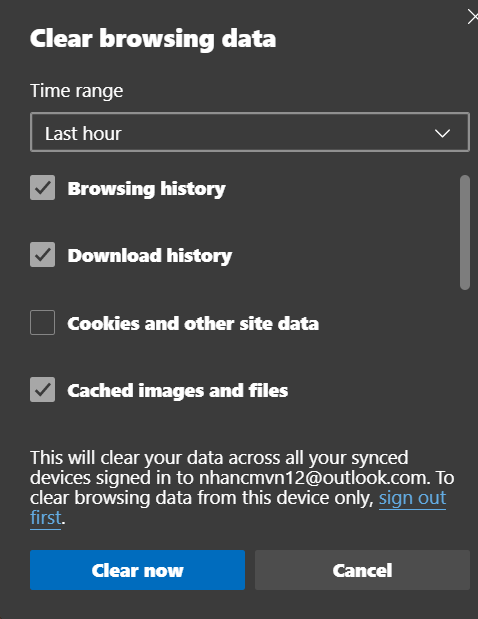 Clear browsing data
Time range
Last hour
Browsing history
Download history
Cookies and other site data
Cached images and files
This will clear your data across all your synced
devices signed in to nhancmvn12@outlook.com. To
clear browsing data from this device only, sign out
first.
Clear now
Cancel